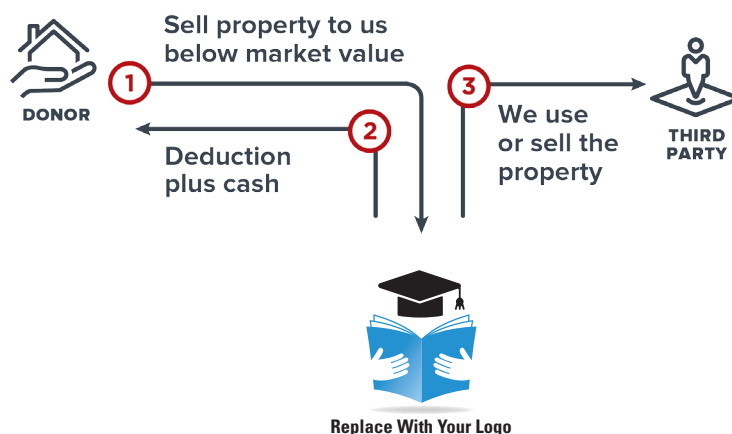 Sell property to us
below market value
1
DONOR
2
Deduction
plus cash
3
We use
or sell the
property
THIRD
PARTY
Replace With Your Logo